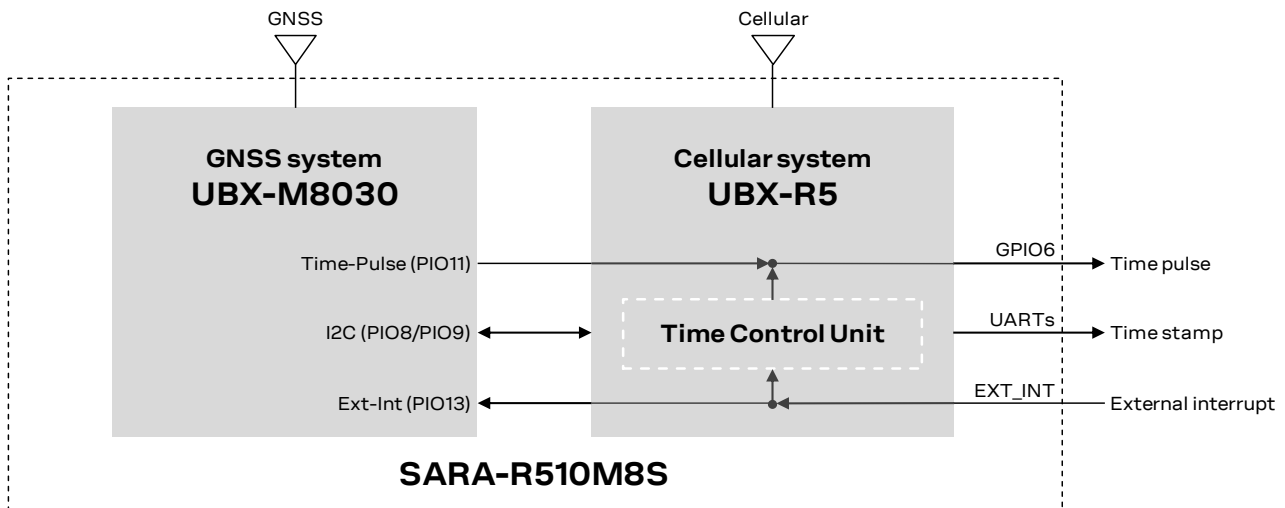 GNSS
Cellular
GNSS system
UBX-M8030
Cellular system
UBX-R5
Time-Pulse (PIO11)
GPIO6
Time pulse
I2C (PIO8/PIO9)
Time Control Unit
UARTs
Time stamp
Ext-Int (PIO13)
EXT_INT
External interrupt
SARA-R510M8S